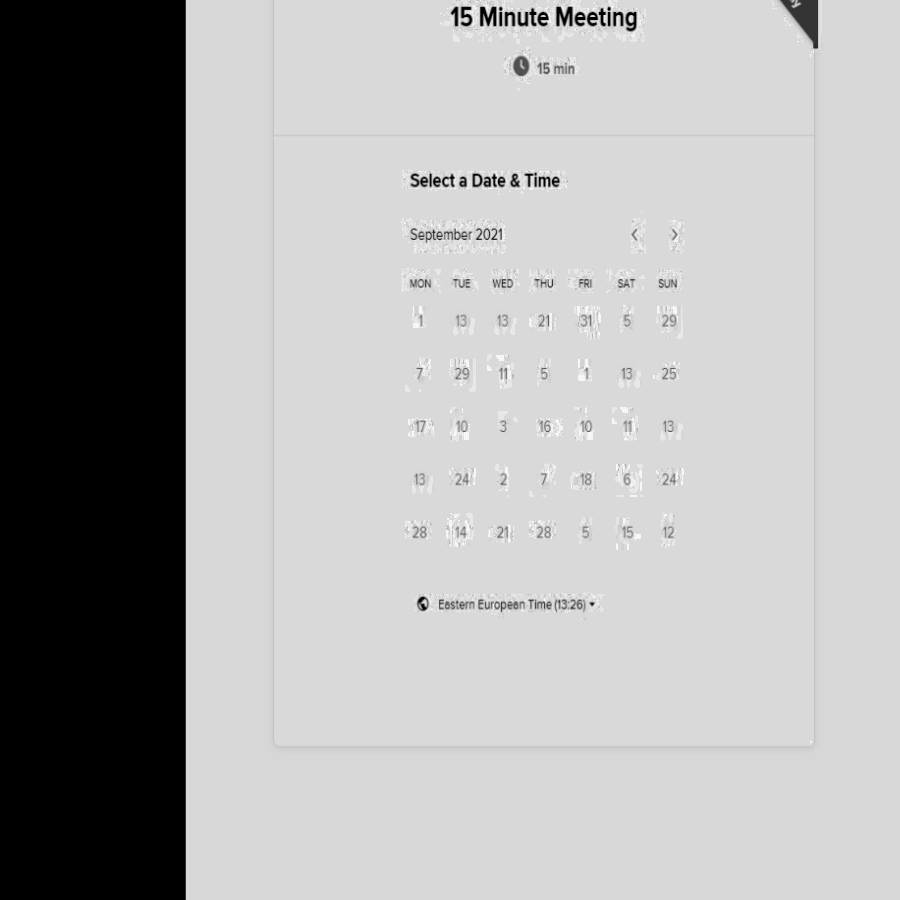 15 Minute Meeting
15 min
Select a Date & Time
September 2021
MON TUE WED THU FRI SAT SUN
1 13 13 21 31 5 29
7 29 11 5 1 13 25
17 10 3 16 10 11 13
13 24 2 7 18 6 24
28 14 21 28 5 15 12
Eastern European Time (13:26)